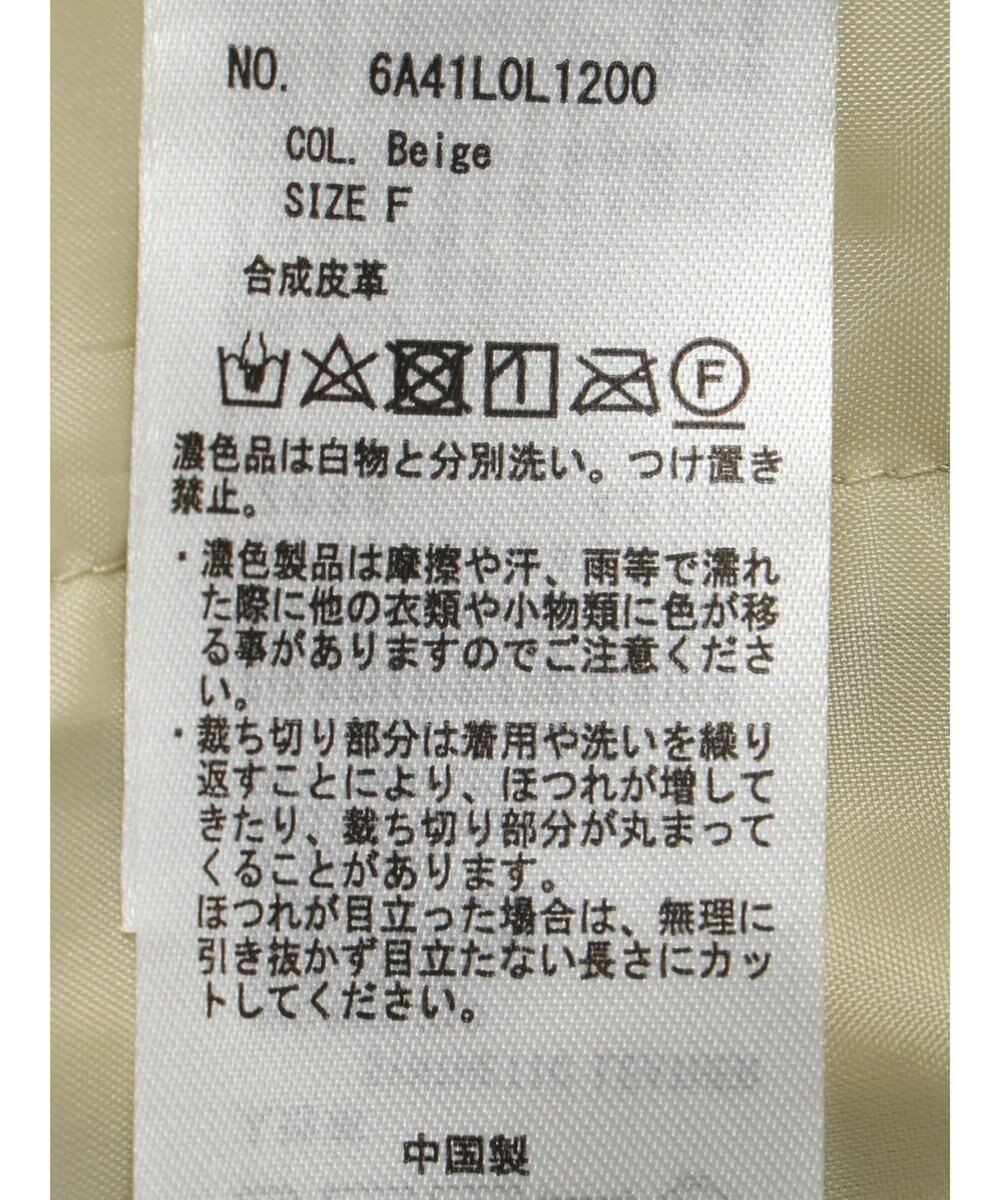 NO. 6A41L0L1200
COL. Beige
SIZE F
合成皮革
F
濃色品は白物と分別洗い。つけ置き
禁止。
・濃色製品は摩擦や汗、雨等で濡れ
た際に他の衣類や小物類に色が移
る事がありますのでご注意くださ
い。
・裁ち切り部分は着用や洗いを繰り
返すことにより、ほつれが増して
きたり、裁ち切り部分が丸まって
くることがあります。
ほつれが目立った場合は、無理に
引き抜かず目立たない長さにカッ
トしてください。
中国製